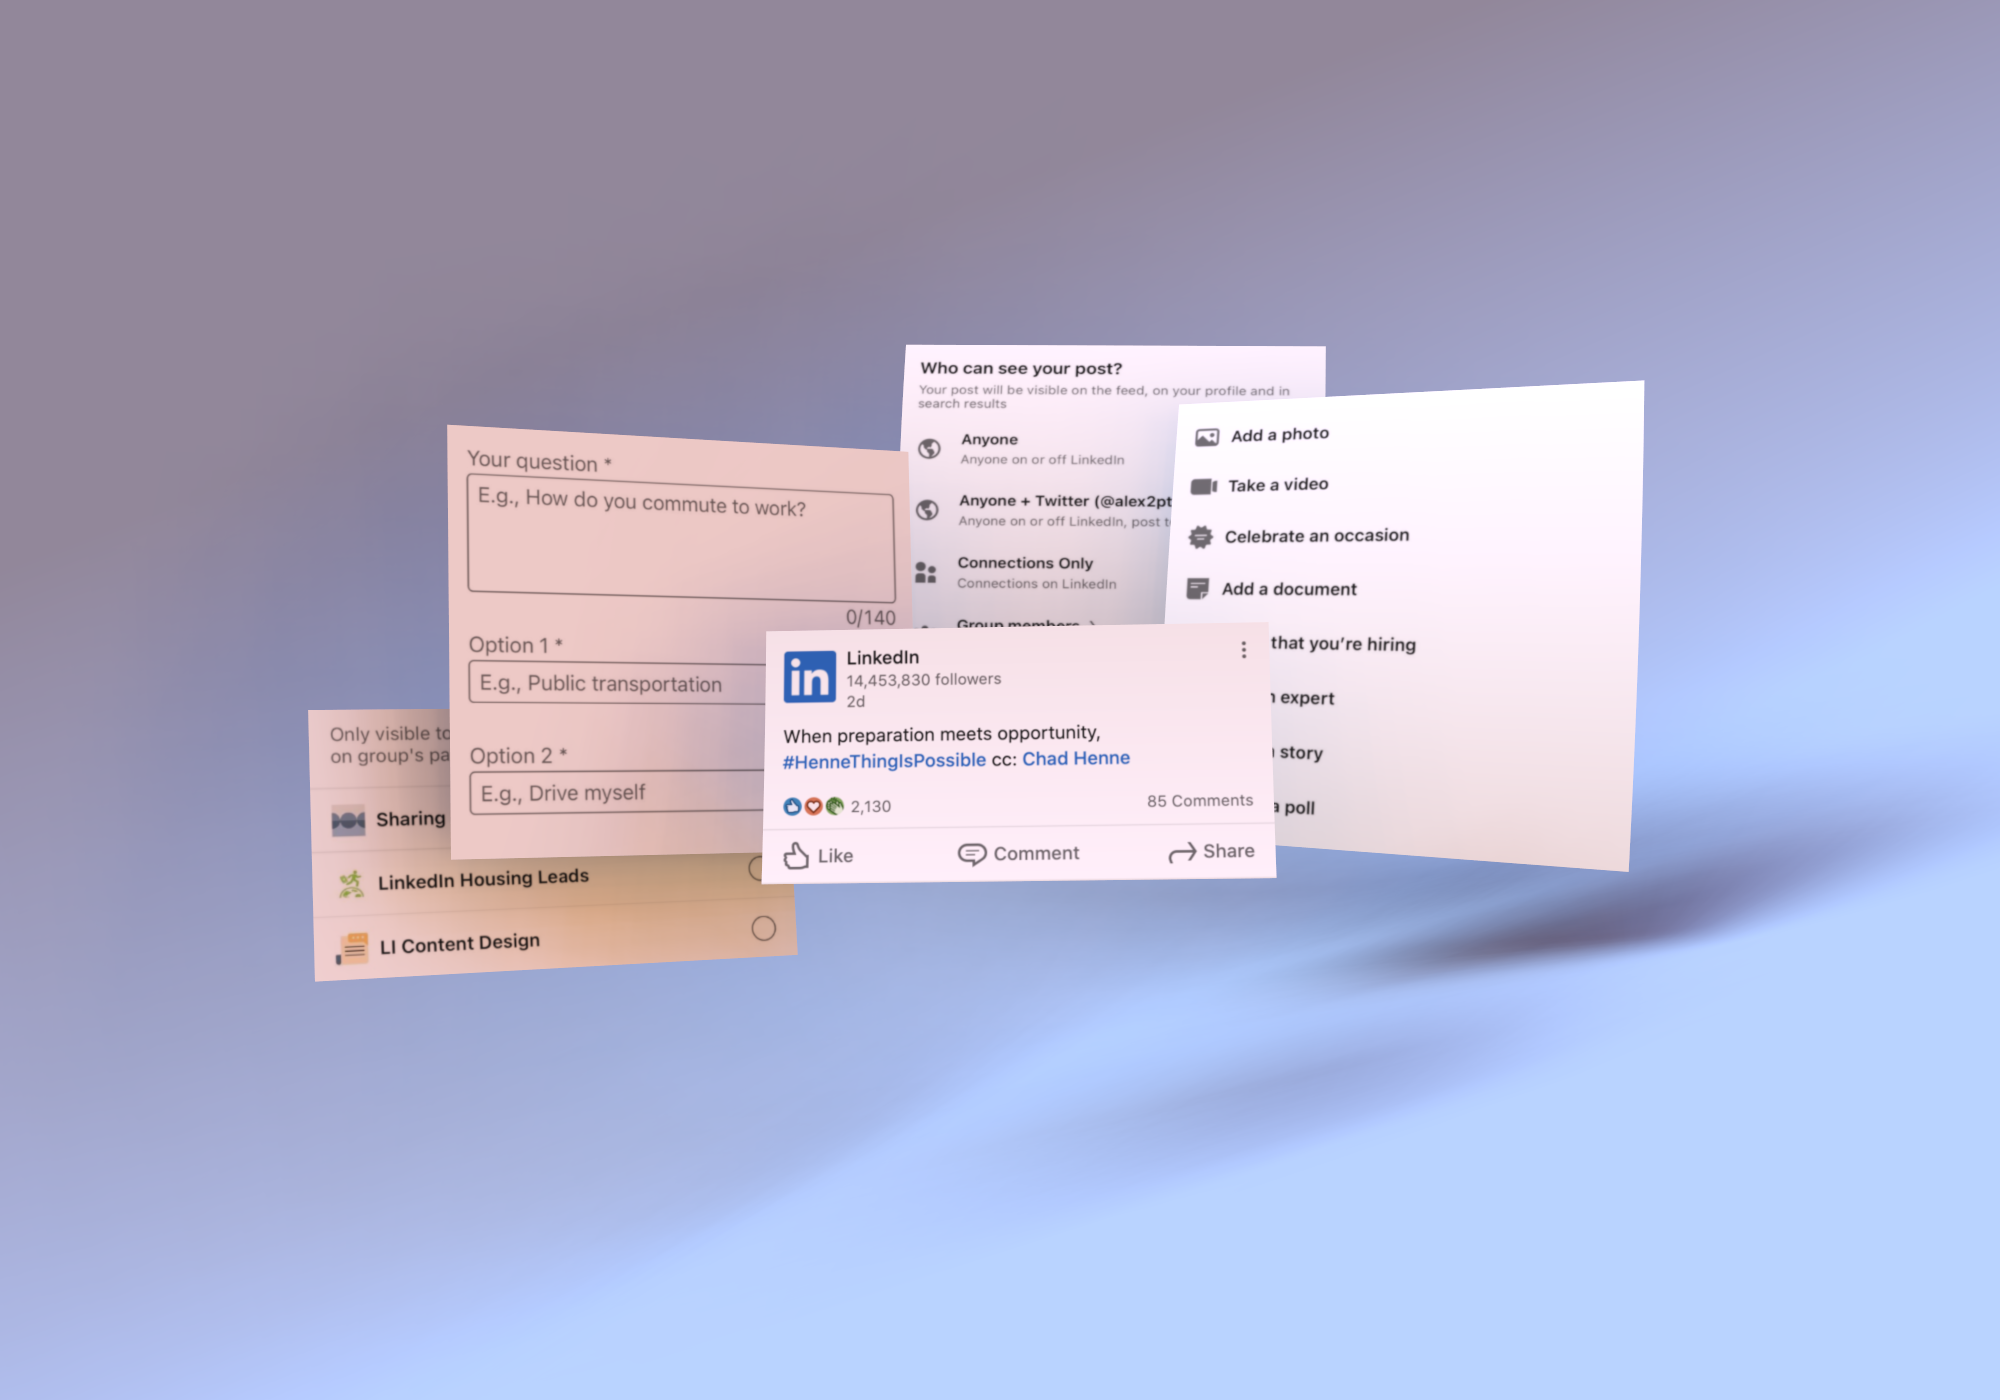 Who can see your post?
Your post will be visible on the feed, on your profile and in
search results
Anyone
Anyone on or off LinkedIn
Anyone + Twitter (@alex2pt
Anyone on or off LinkedIn, post
Connections Only
Connections on LinkedIn
Group members
Add a photo
Take a video
Celebrate an occasion
Add a document
that you're hiring
expert
story
a poll
Your question *
E.g., How do you commute to work?
0/140
Option 1 *
E.g., Public transportation
Option 2 *
E.g., Drive myself
Only visible to
on group's pa
Sharing
LinkedIn Housing Leads
LI Content Design
in
LinkedIn
14,453,830 followers
2d
When preparation meets opportunity,
#HenneThingIsPossible cc: Chad Henne
2,130
85 Comments
Like
Comment
Share